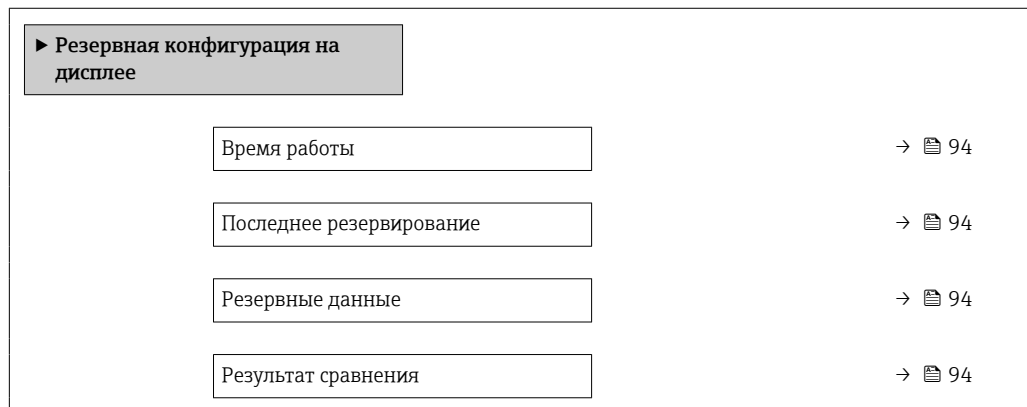 ▶ Резервная конфигурация на
дисплее
Время работы → 94
Последнее резервирование → 94
Резервные данные → 94
Результат сравнения → 94